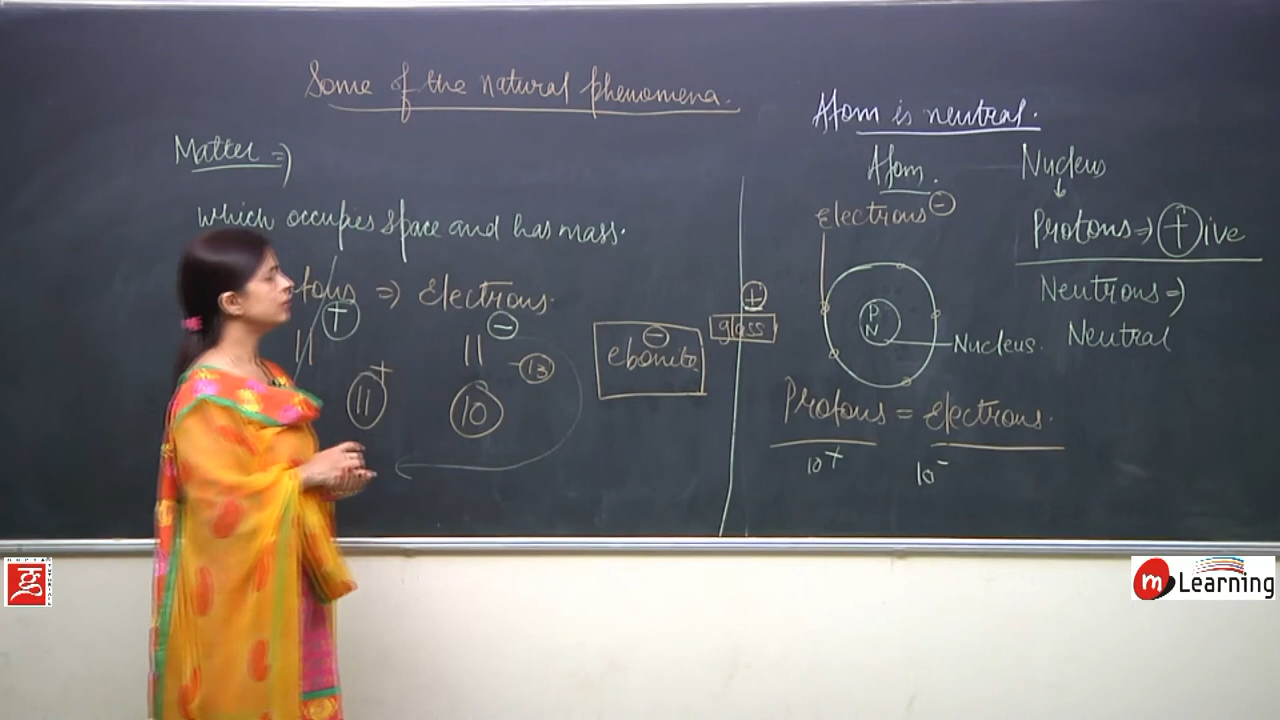 Some of the natural phenomena.
Matter ⇒
which occupies space and has mass.
otons ⇒ Electrons.
+ −
11 11 13
11+ 10
−
ebonite
+
glass
Atom is neutral.
Atom. Nucleus
Electrons − ↓
Protons ⇒ + ive
Neutrons ⇒
Neutral
P
N
Nucleus.
Protons = Electrons.
10+ 10−
g
m Learning